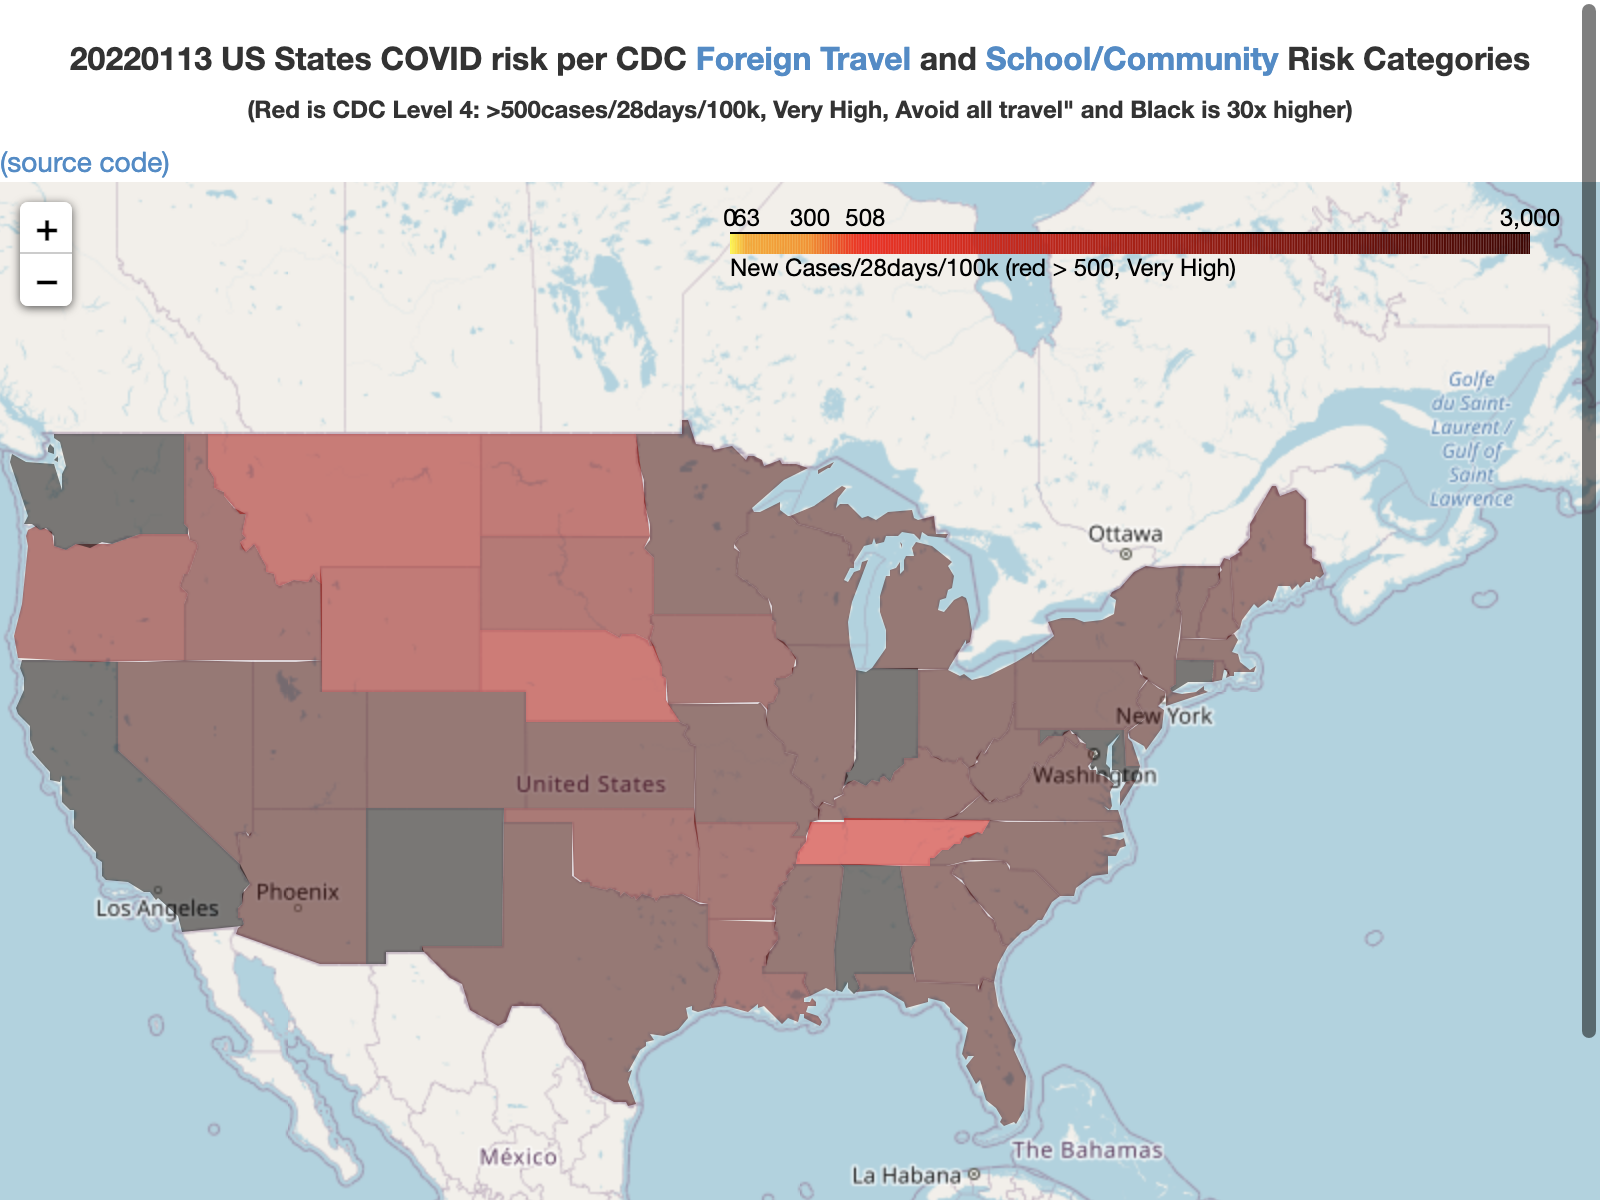 20220113 US States COVID risk per CDC Foreign Travel and School/Community Risk Categories
(Red is CDC Level 4: >500cases/28days/100k, Very High, Avoid all travel" and Black is 30x higher)
(source code)
+
−
0 63 300 508 3,000
New Cases/28days/100k (red > 500, Very High)
Golfe
du Saint-
Laurent /
Gulf of
Saint
Lawrence
Ottawa
New York
Washington
United States
Phoenix
Los Angeles
México
The Bahamas
La Habana